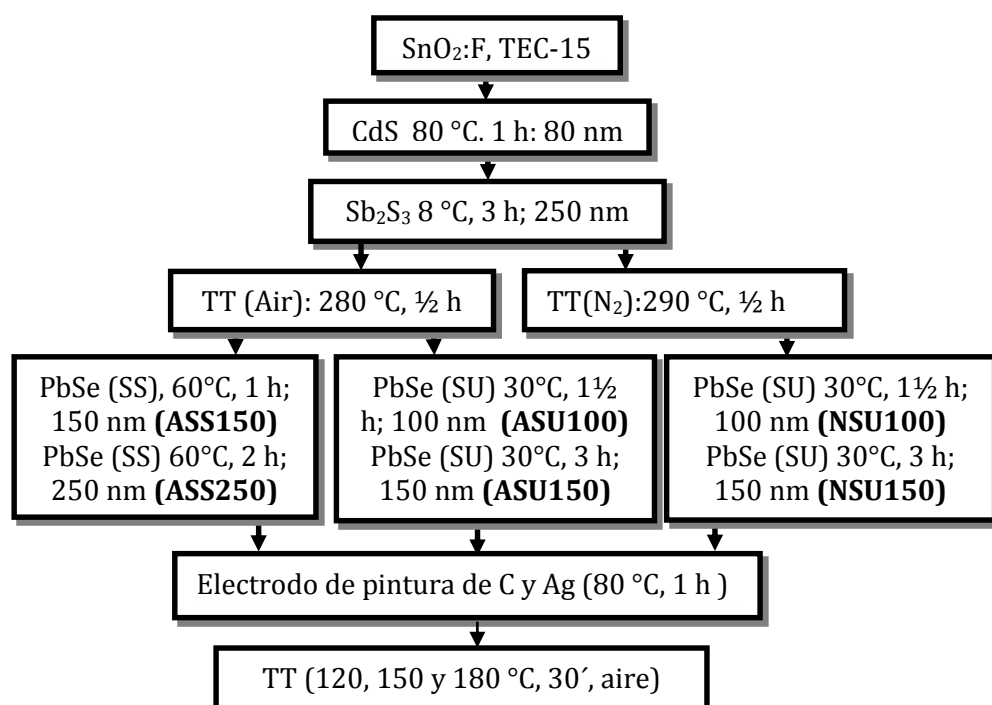 SnO₂:F, TEC-15
CdS 80 °C. 1 h: 80 nm
Sb₂S₃ 8 °C, 3 h; 250 nm
TT (Air): 280 °C, ½ h
TT(N₂):290 °C, ½ h
PbSe (SS), 60°C, 1 h;
150 nm (ASS150)
PbSe (SS) 60°C, 2 h;
250 nm (ASS250)
PbSe (SU) 30°C, 1½
h; 100 nm (ASU100)
PbSe (SU) 30°C, 3 h;
150 nm (ASU150)
PbSe (SU) 30°C, 1½ h;
100 nm (NSU100)
PbSe (SU) 30°C, 3 h;
150 nm (NSU150)
Electrodo de pintura de C y Ag (80 °C, 1 h )
TT (120, 150 y 180 °C, 30´, aire)